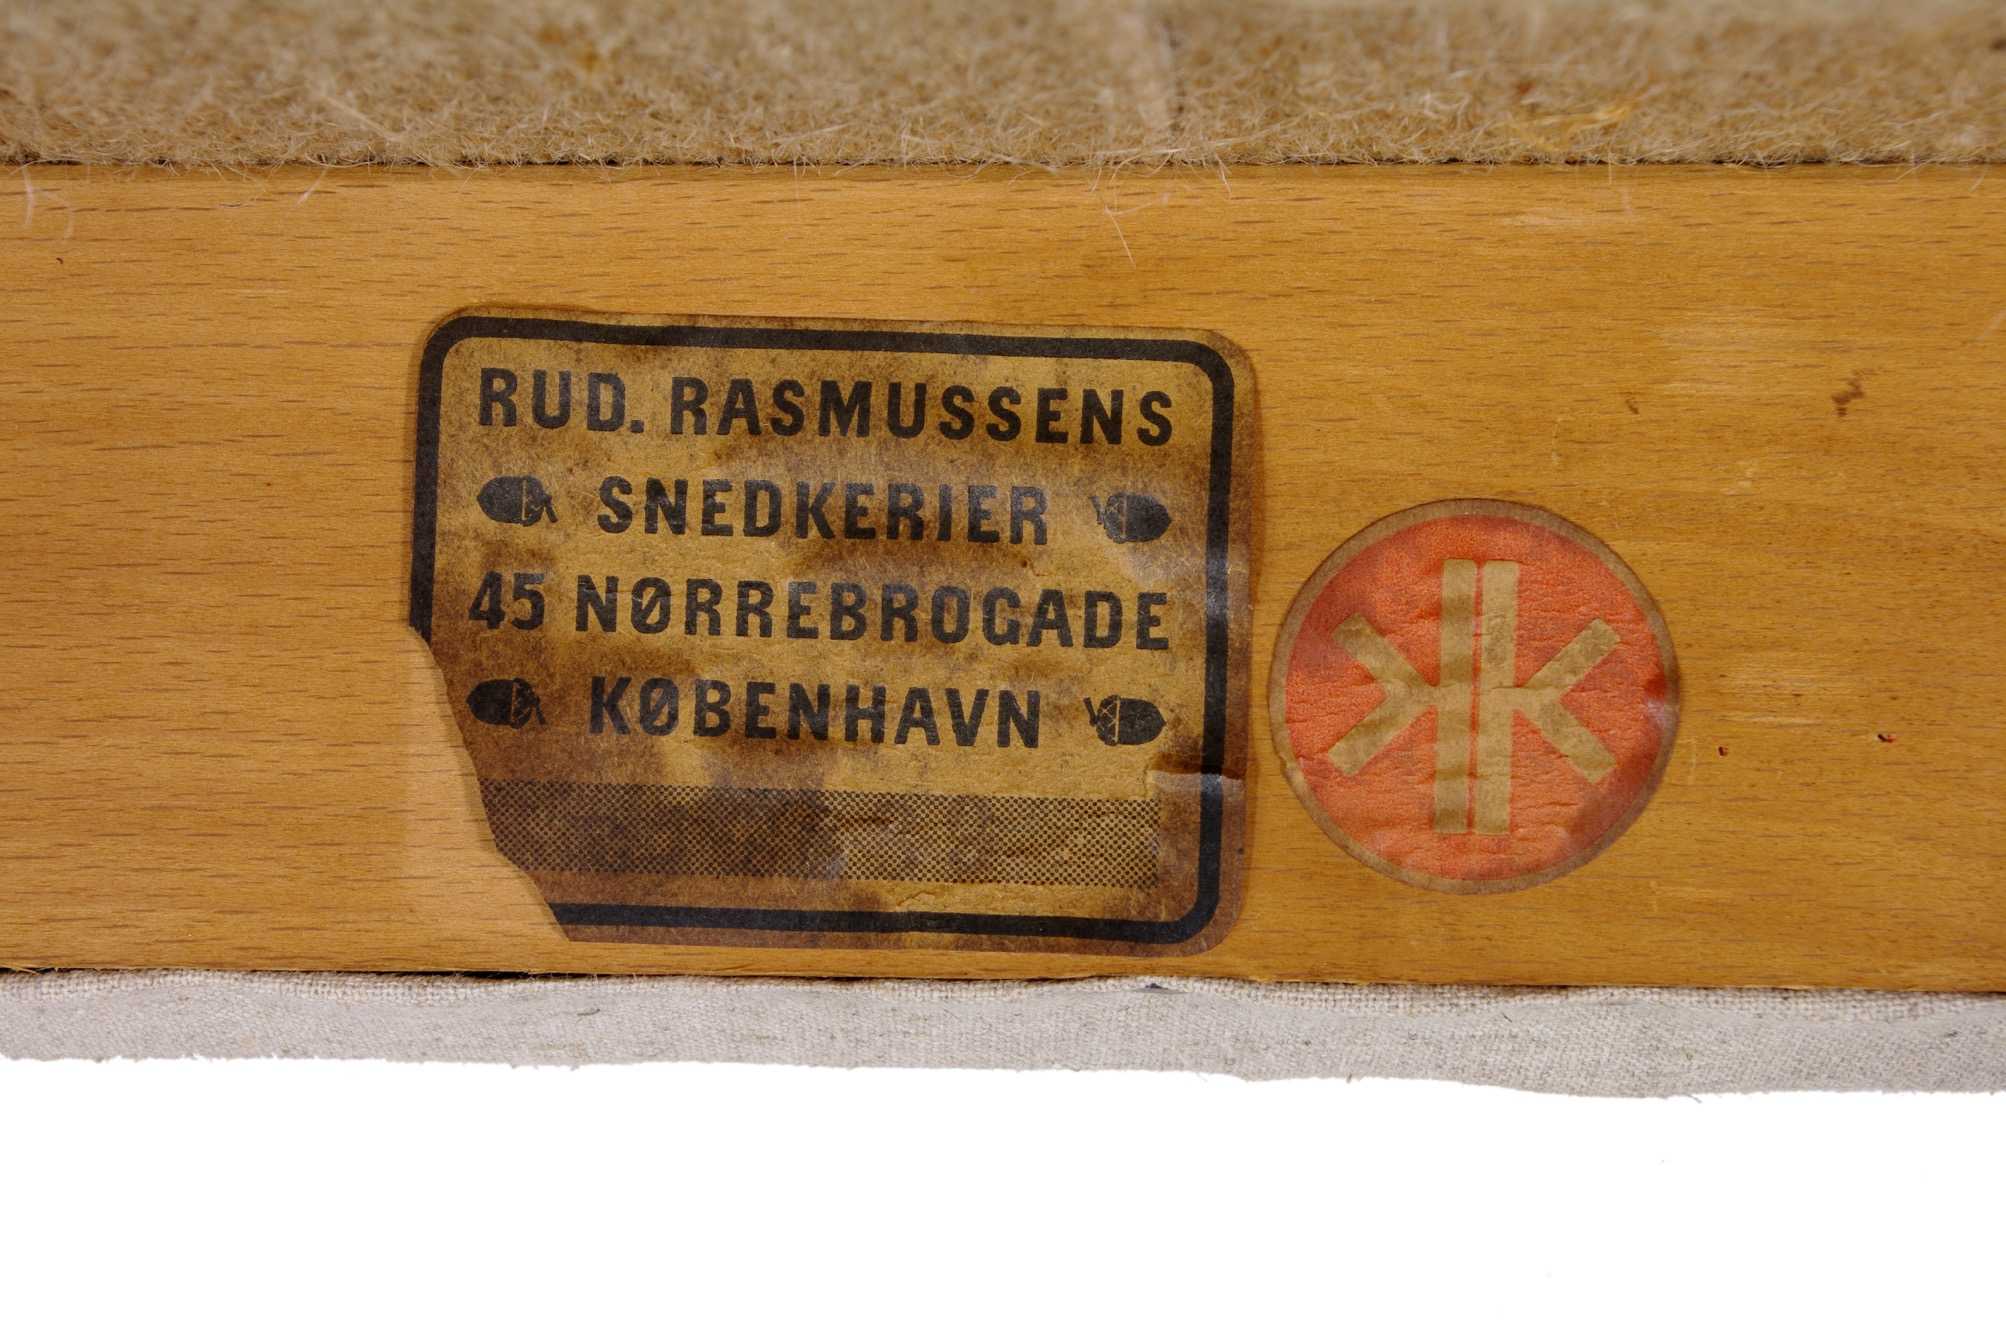 RUD. RASMUSSENS
SNEDKERIER
45 NØRREBROGADE
KØBENHAVN